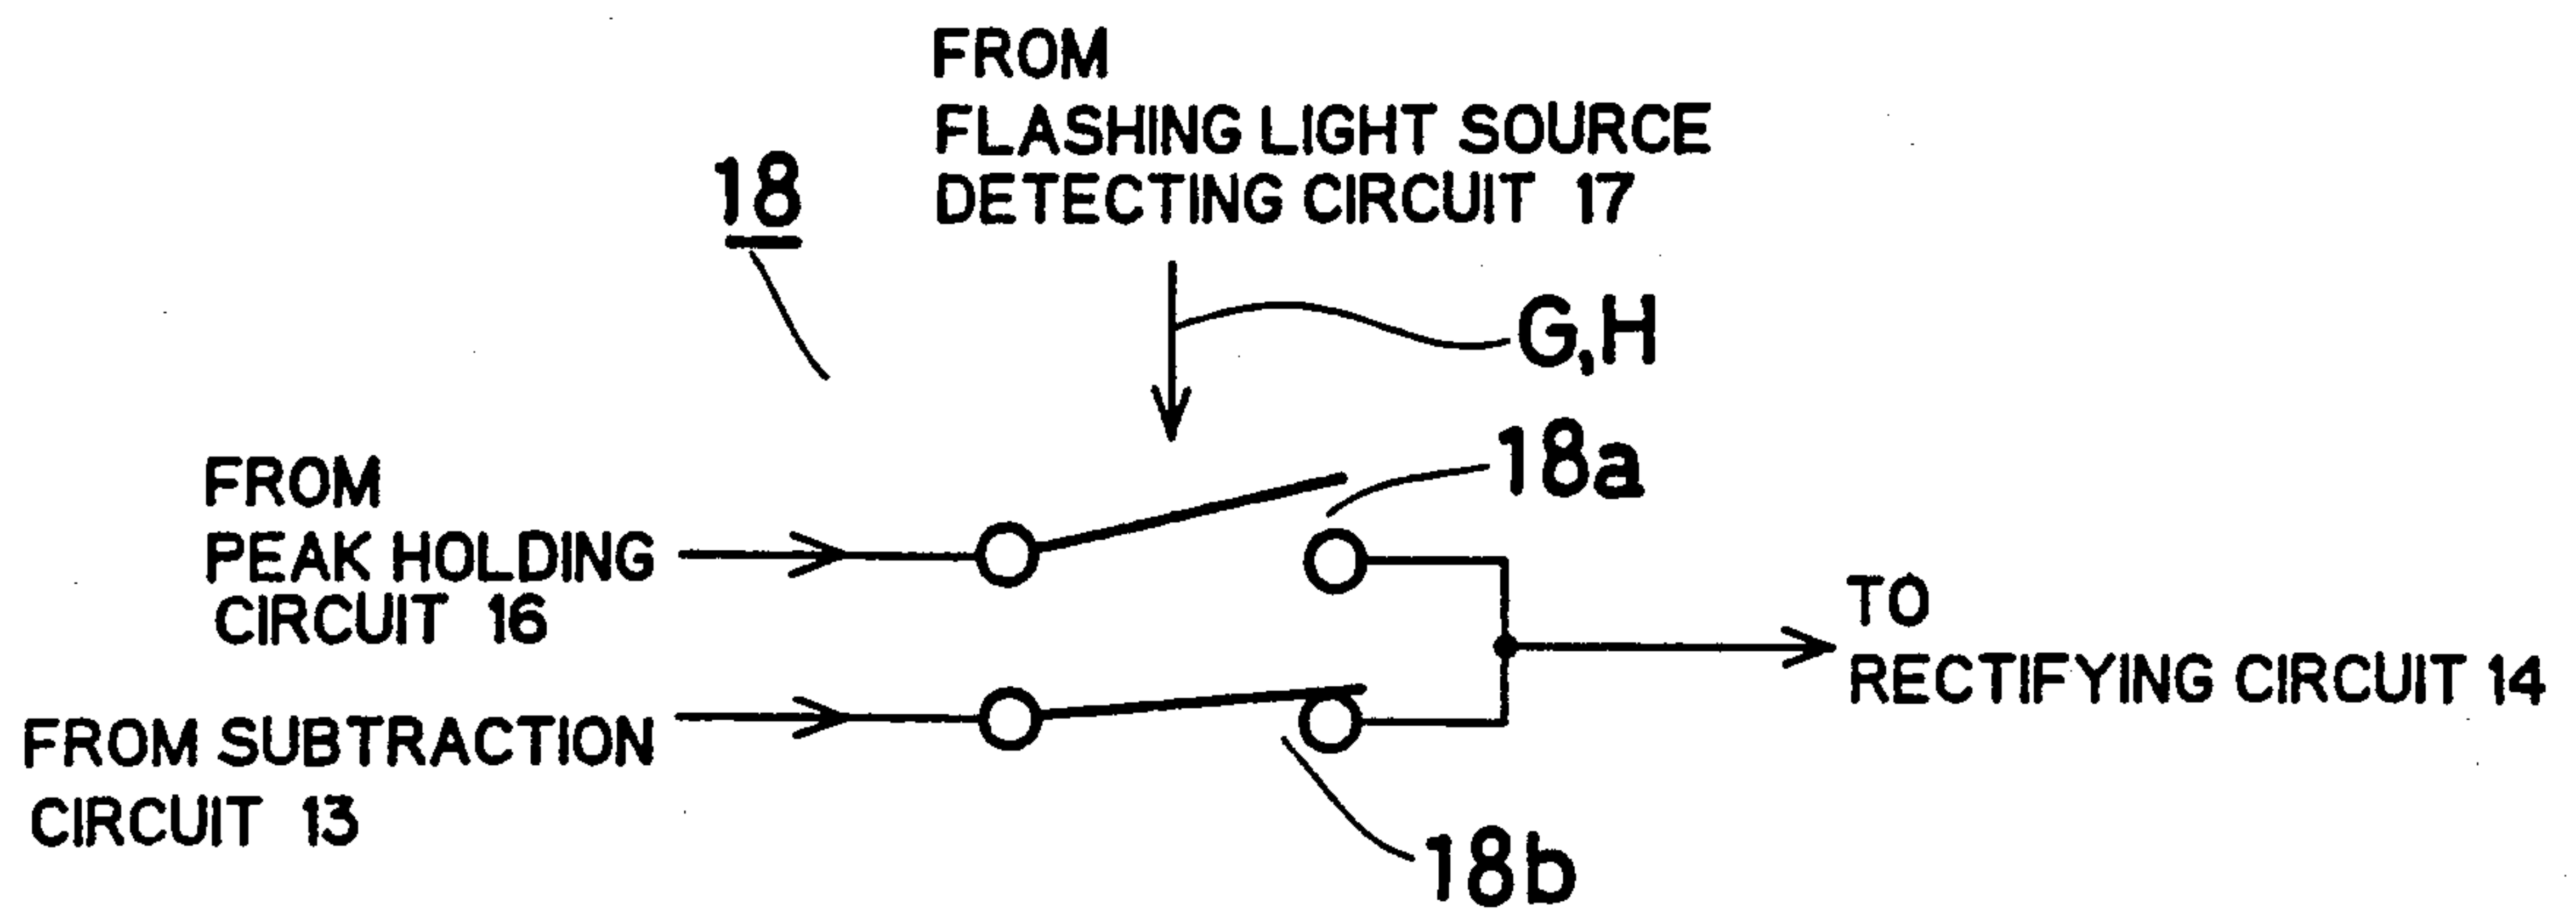 FROM
FLASHING LIGHT SOURCE
DETECTING CIRCUIT 17
18
G,H
18a
FROM
PEAK HOLDING
CIRCUIT 16
TO
RECTIFYING CIRCUIT 14
FROM SUBTRACTION
CIRCUIT 13
18b